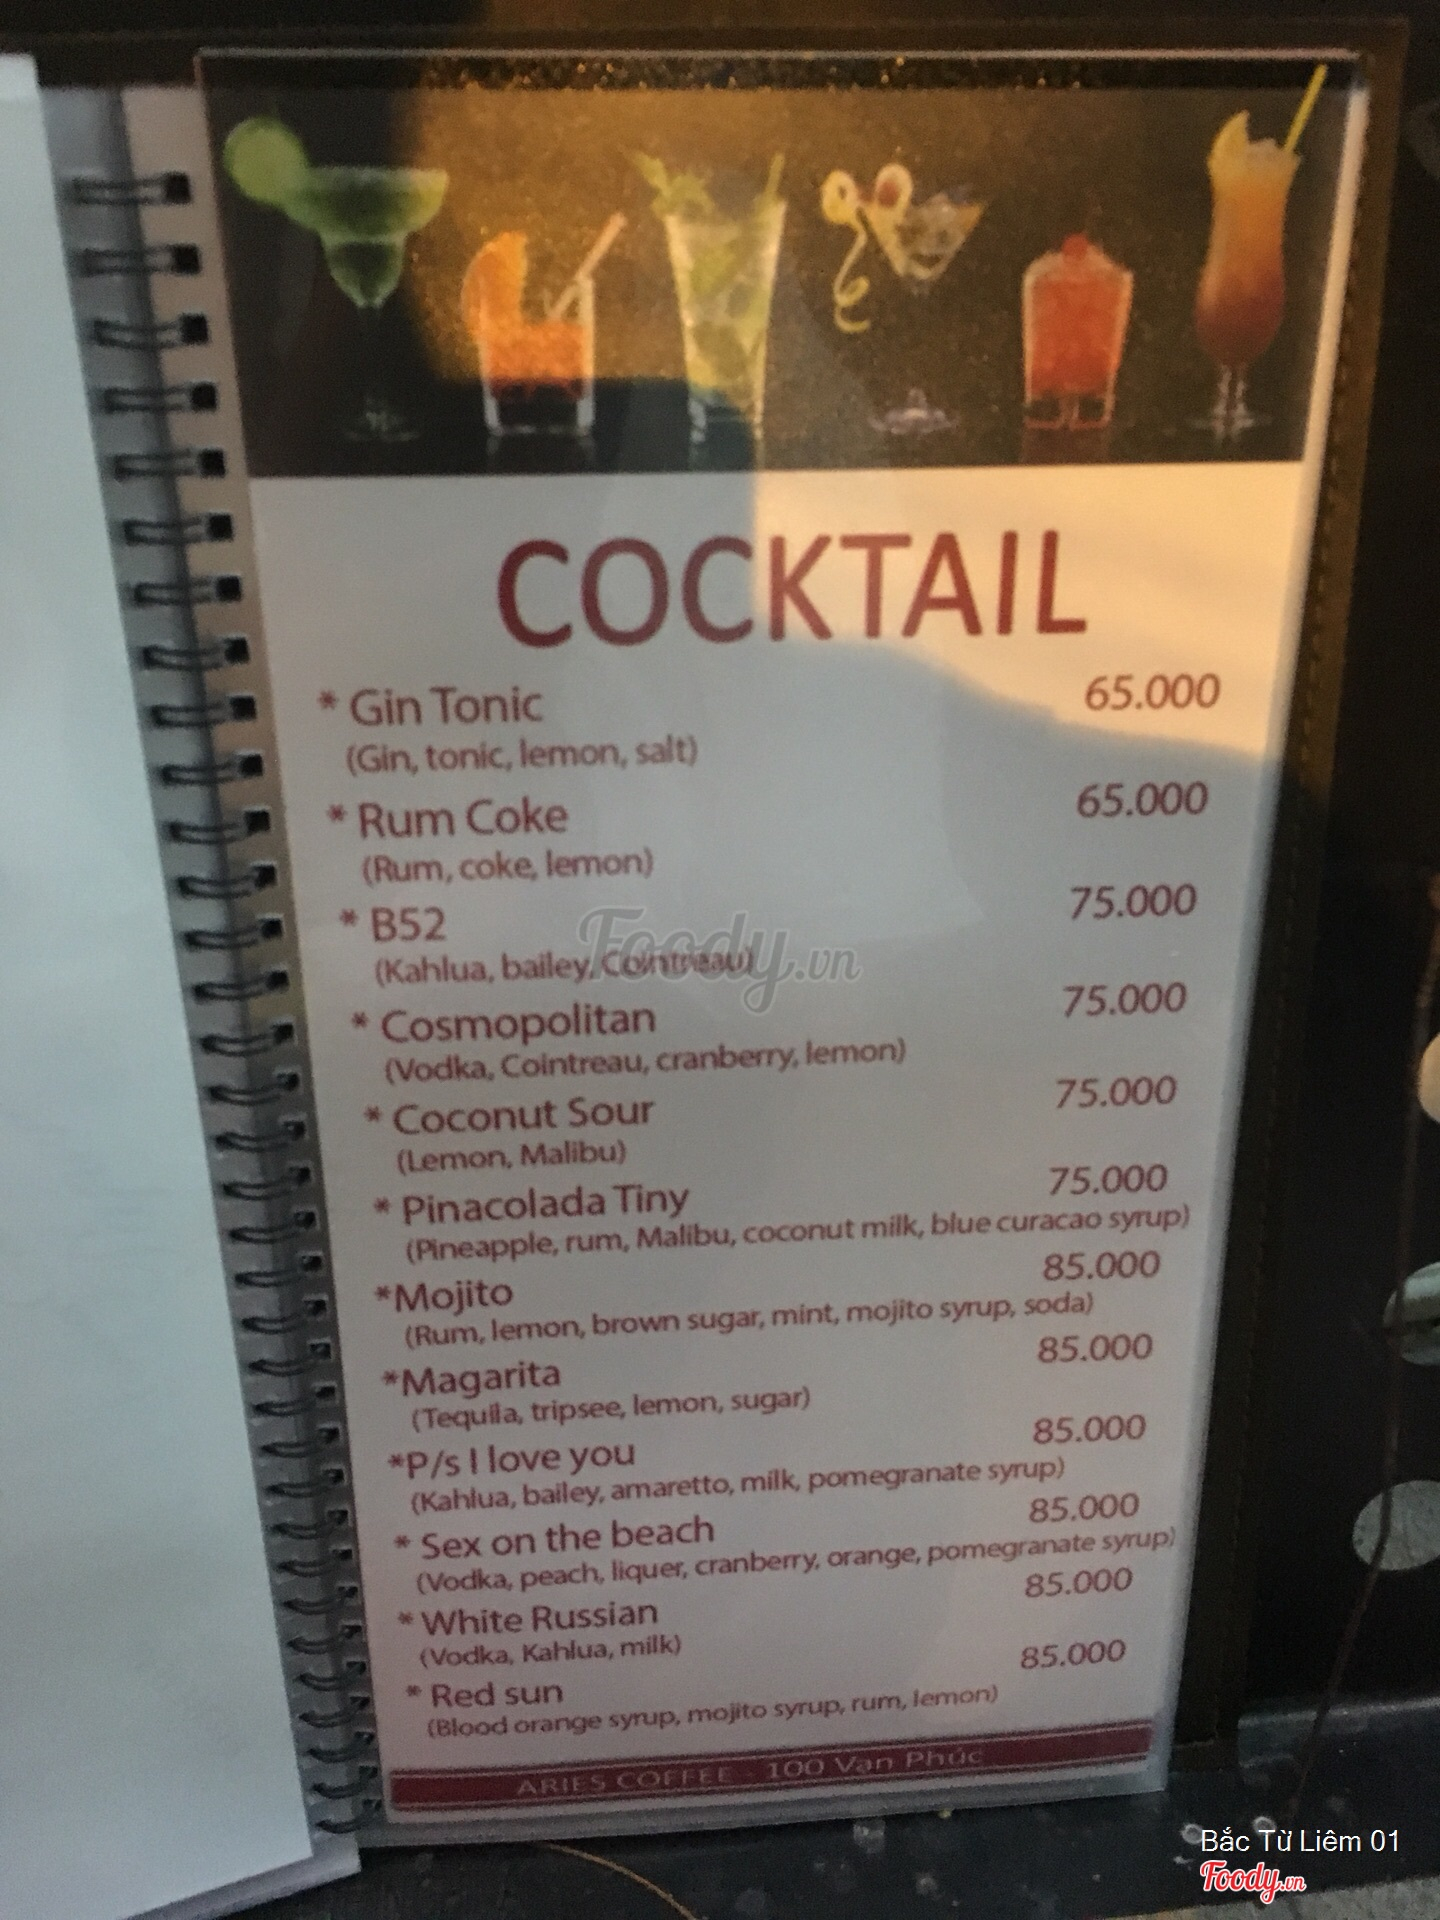 COCKTAIL
* Gin Tonic 65.000
(Gin, tonic, lemon, salt)
* Rum Coke 65.000
(Rum, coke, lemon)
* B52 75.000
(Kahlua, bailey, Cointreau)
Foody.vn
* Cosmopolitan 75.000
(Vodka, Cointreau, cranberry, lemon)
* Coconut Sour 75.000
(Lemon, Malibu)
* Pinacolada Tiny 75.000
(Pineapple, rum, Malibu, coconut milk, blue curacao syrup)
*Mojito 85.000
(Rum, lemon, brown sugar, mint, mojito syrup, soda)
*Magarita 85.000
(Tequila, tripsee, lemon, sugar)
*P/s I love you 85.000
(Kahlua, bailey, amaretto, milk, pomegranate syrup)
* Sex on the beach 85.000
(Vodka, peach, liquer, cranberry, orange, pomegranate syrup)
* White Russian 85.000
(Vodka, Kahlua, milk)
* Red sun 85.000
(Blood orange syrup, mojito syrup, rum, lemon)
ARIES COFFEE - 100 Vạn Phúc
Bắc Từ Liêm 01
Foody.vn